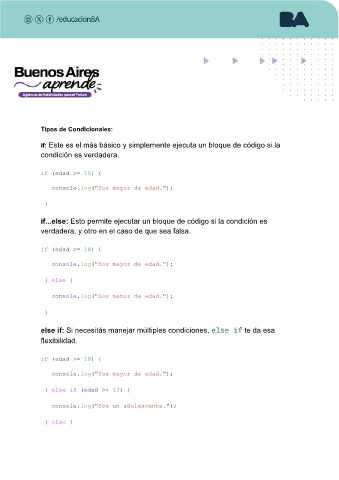 /educacionBA
BA
Buenos Aires
aprende
Agencia de Habilidades para el Futuro
Tipos de Condicionales:
if: Este es el más básico y simplemente ejecuta un bloque de código si la
condición es verdadera.
if (edad >= 18) {
console.log("Sos mayor de edad.");
}
if...else: Esto permite ejecutar un bloque de código si la condición es
verdadera, y otro en el caso de que sea falsa.
if (edad >= 18) {
console.log("Sos mayor de edad.");
} else {
console.log("Sos menor de edad.");
}
else if: Si necesitás manejar múltiples condiciones, else if te da esa
flexibilidad.
if (edad >= 18) {
console.log("Sos mayor de edad.");
} else if (edad >= 13) {
console.log("Sos un adolescente.");
} else {